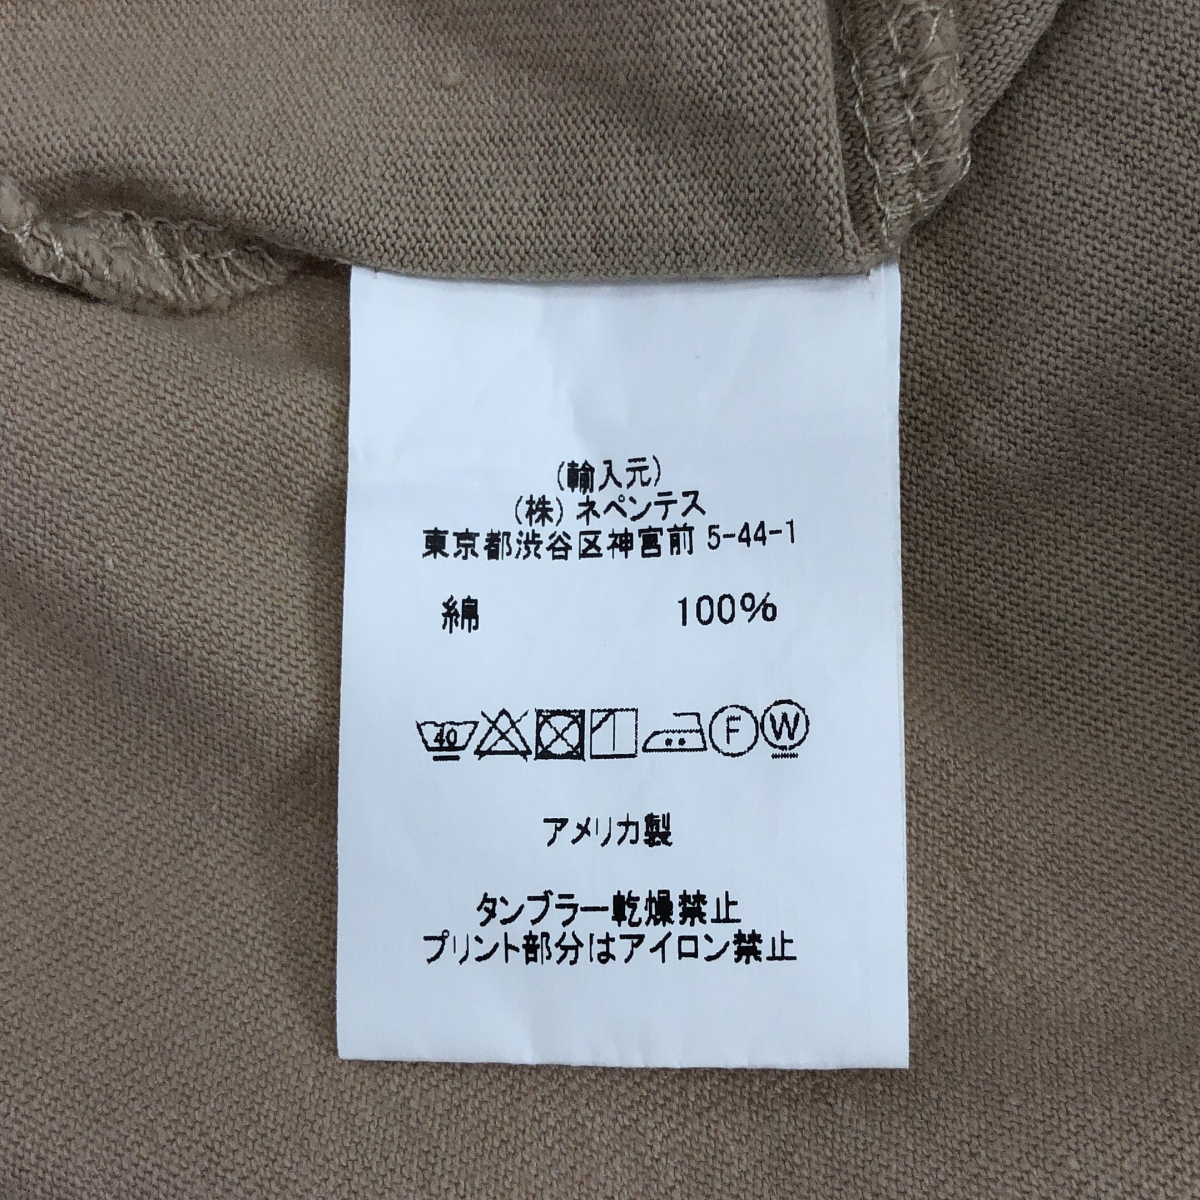 (輸入元)
(株) ネペンテス
東京都渋谷区神宮前 5-44-1
綿 100%
40 F W
アメリカ製
タンブラー乾燥禁止
プリント部分はアイロン禁止